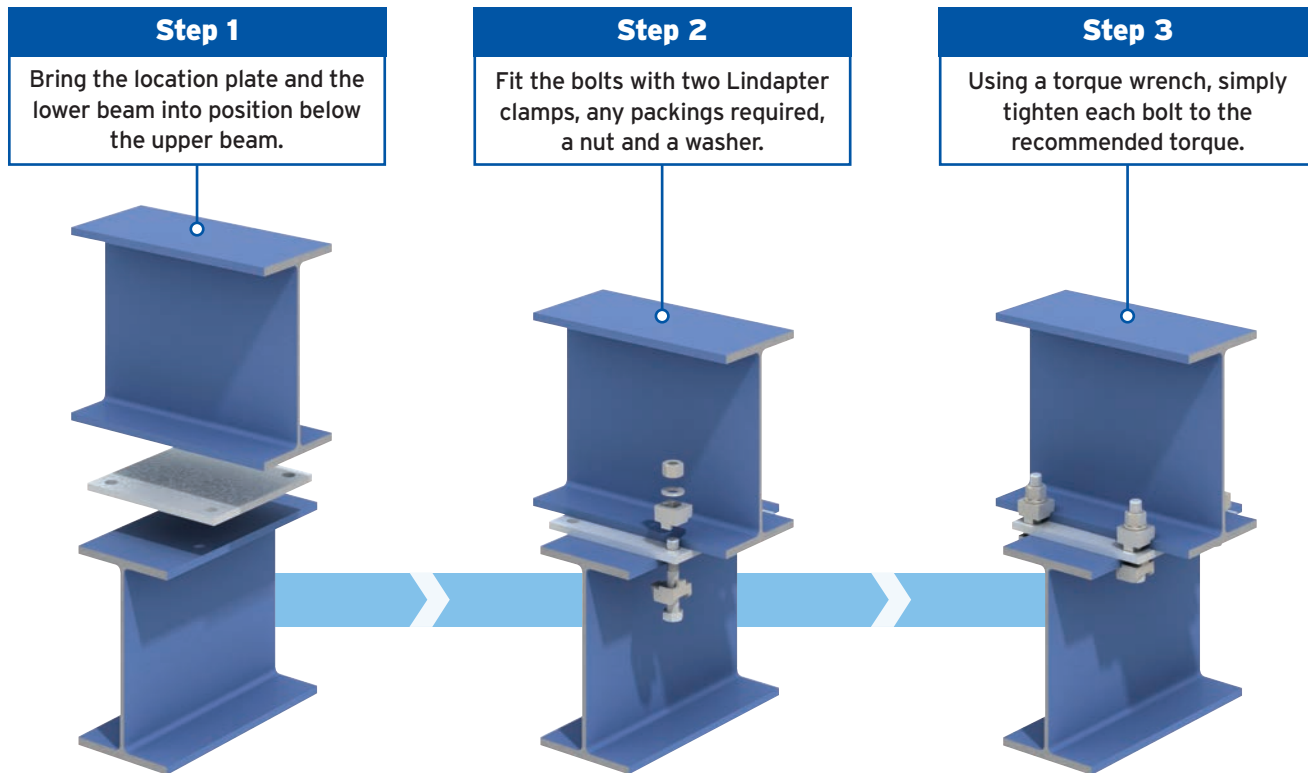 Step 1
Bring the location plate and the
lower beam into position below
the upper beam.
Step 2
Fit the bolts with two Lindapter
clamps, any packings required,
a nut and a washer.
Step 3
Using a torque wrench, simply
tighten each bolt to the
recommended torque.